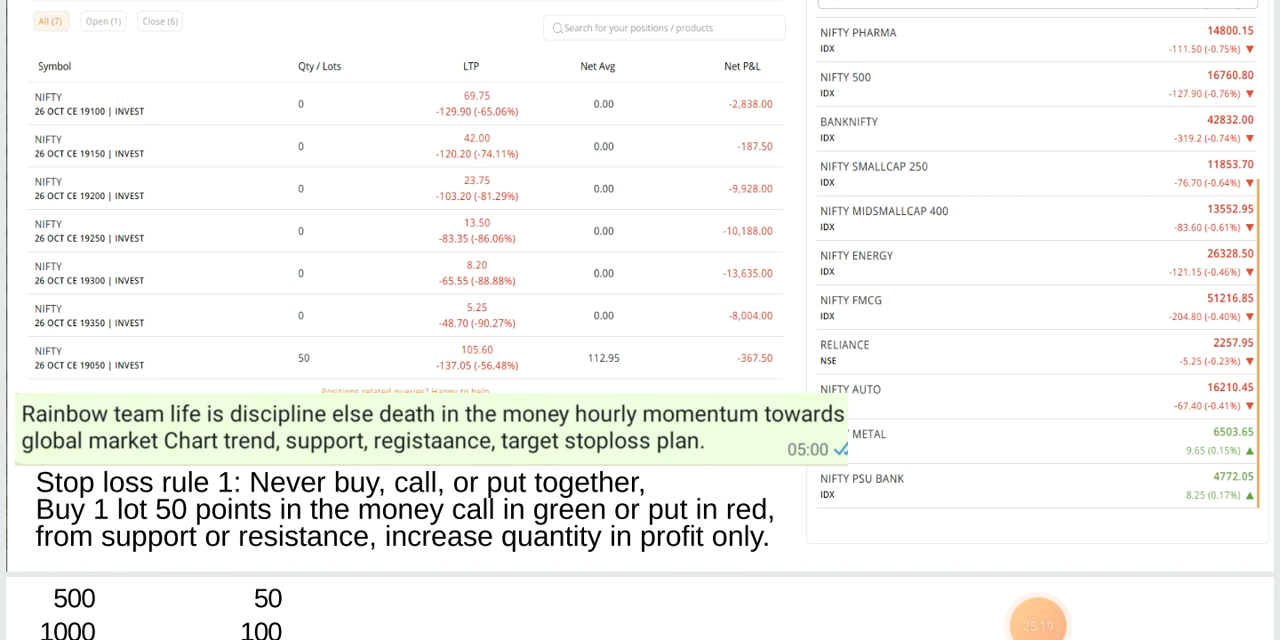 All (7) Open (1) Close (6)
Search for your positions / products
Symbol Qty / Lots LTP Net Avg Net P&L
NIFTY
26 OCT CE 19100 | INVEST
0 69.75 0.00 -2,838.00
-129.90 (-65.06%)
NIFTY
26 OCT CE 19150 | INVEST
0 42.00 0.00 -187.50
-120.20 (-74.11%)
NIFTY
26 OCT CE 19200 | INVEST
0 23.75 0.00 -9,928.00
-103.20 (-81.29%)
NIFTY
26 OCT CE 19250 | INVEST
0 13.50 0.00 -10,188.00
-83.35 (-86.06%)
NIFTY
26 OCT CE 19300 | INVEST
0 8.20 0.00 -13,635.00
-65.55 (-88.88%)
NIFTY
26 OCT CE 19350 | INVEST
0 5.25 0.00 -8,004.00
-48.70 (-90.27%)
NIFTY
26 OCT CE 19050 | INVEST
50 105.60 112.95 -367.50
-137.05 (-56.48%)
Positions related queries? Happy to help
Rainbow team life is discipline else death in the money hourly momentum towards
global market Chart trend, support, registaance, target stoploss plan.
05:00
Stop loss rule 1: Never buy, call, or put together,
Buy 1 lot 50 points in the money call in green or put in red,
from support or resistance, increase quantity in profit only.
500 50
1000 100
NIFTY PHARMA 14800.15
IDX -111.50 (-0.75%)
NIFTY 500 16760.80
IDX -127.90 (-0.76%)
BANKNIFTY 42832.00
IDX -319.2 (-0.74%)
NIFTY SMALLCAP 250 11853.70
IDX -76.70 (-0.64%)
NIFTY MIDSMALLCAP 400 13552.95
IDX -83.60 (-0.61%)
NIFTY ENERGY 26328.50
IDX -121.15 (-0.46%)
NIFTY FMCG 51216.85
IDX -204.80 (-0.40%)
RELIANCE 2257.95
NSE -5.25 (-0.23%)
NIFTY AUTO 16210.45
-67.40 (-0.41%)
METAL 6503.65
9.65 (0.15%)
NIFTY PSU BANK 4772.05
IDX 8.25 (0.17%)
25:19